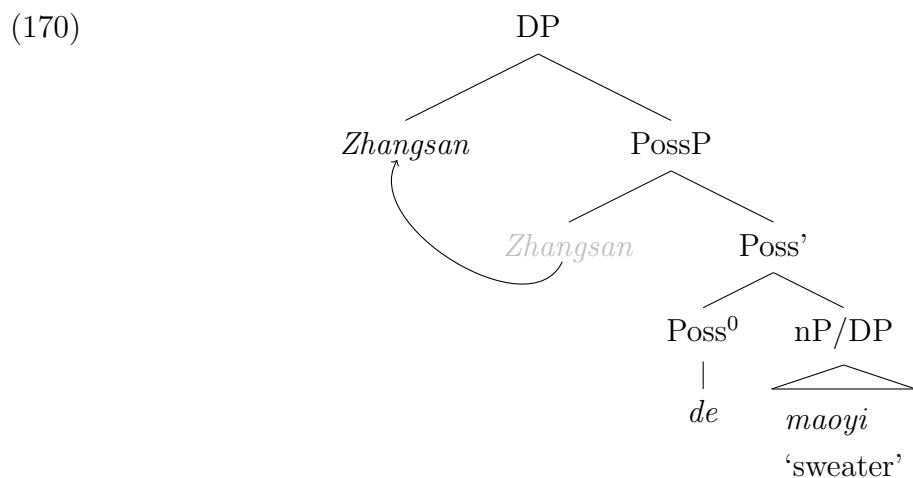 (170)
DP
Zhangsan PossP
Zhangsan Poss’
Poss⁰ nP/DP
de maoyi
‘sweater’